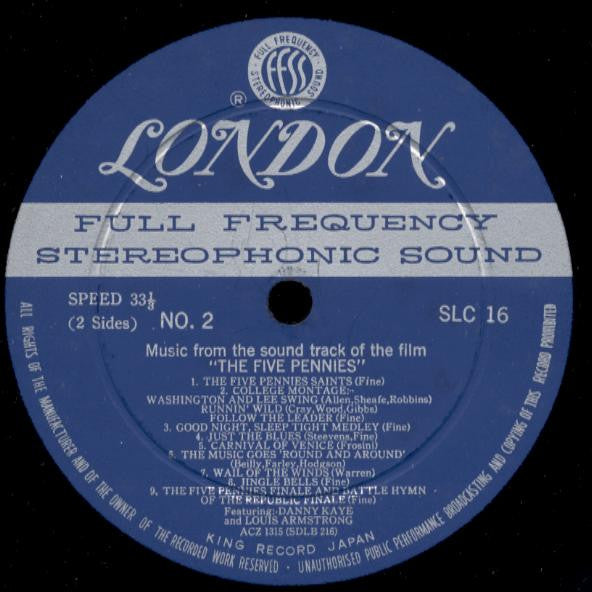 FULL FREQUENCY
FFSS
STEREOPHONIC SOUND
®
LONDON
FULL FREQUENCY
STEREOPHONIC SOUND
SPEED 33⅓
(2 Sides) NO. 2
SLC 16
Music from the sound track of the film
"THE FIVE PENNIES"
1. THE FIVE PENNIES SAINTS (Fine)
2. COLLEGE MONTAGE:-
WASHINGTON AND LEE SWING (Allen,Sheafe,Robbins)
RUNNIN' WILD (Cray,Wood,Gibbs)
FOLLOW THE LEADER (Fine)
3. GOOD NIGHT, SLEEP TIGHT MEDLEY (Fine)
4. JUST THE BLUES (Steevens,Fine)
5. CARNIVAL OF VENICE (Frosini)
6. THE MUSIC GOES 'ROUND AND AROUND'
(Reilly,Farley,Hodgson)
7. WAIL OF THE WINDS (Warren)
8. JINGLE BELLS (Fine)
9. THE FIVE PENNIES FINALE AND BATTLE HYMN
OF THE REPUBLIC FINALE (Fine)
Featuring:-DANNY KAYE
and LOUIS ARMSTRONG
ACZ 1315 (SDLB 216)
KING RECORD JAPAN
ALL RIGHTS OF THE MANUFACTURER AND OF THE OWNER OF THE RECORDED WORK RESERVED · UNAUTHORISED PUBLIC PERFORMANCE BROADCASTING AND COPYING OF THIS RECORD PROHIBITED